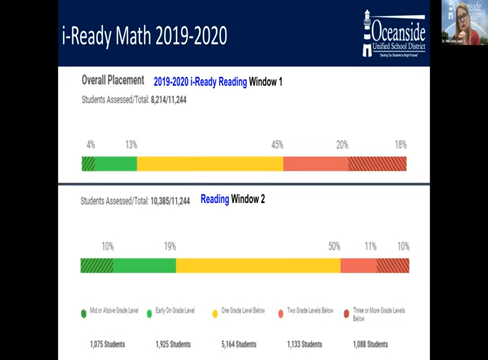 i-Ready Math 2019-2020
Oceanside
Unified School District
Overall Placement 2019-2020 i-Ready Reading Window 1
Students Assessed/Total: 8,214/11,244
4% 13% 45% 20% 18%
Students Assessed/Total: 10,385/11,244 Reading Window 2
10% 19% 50% 11% 10%
Mid or Above Grade Level Early On Grade Level One Grade Level Below Two Grade Levels Below Three or More Grade Levels
Below
1,075 Students 1,925 Students 5,164 Students 1,133 Students 1,088 Students